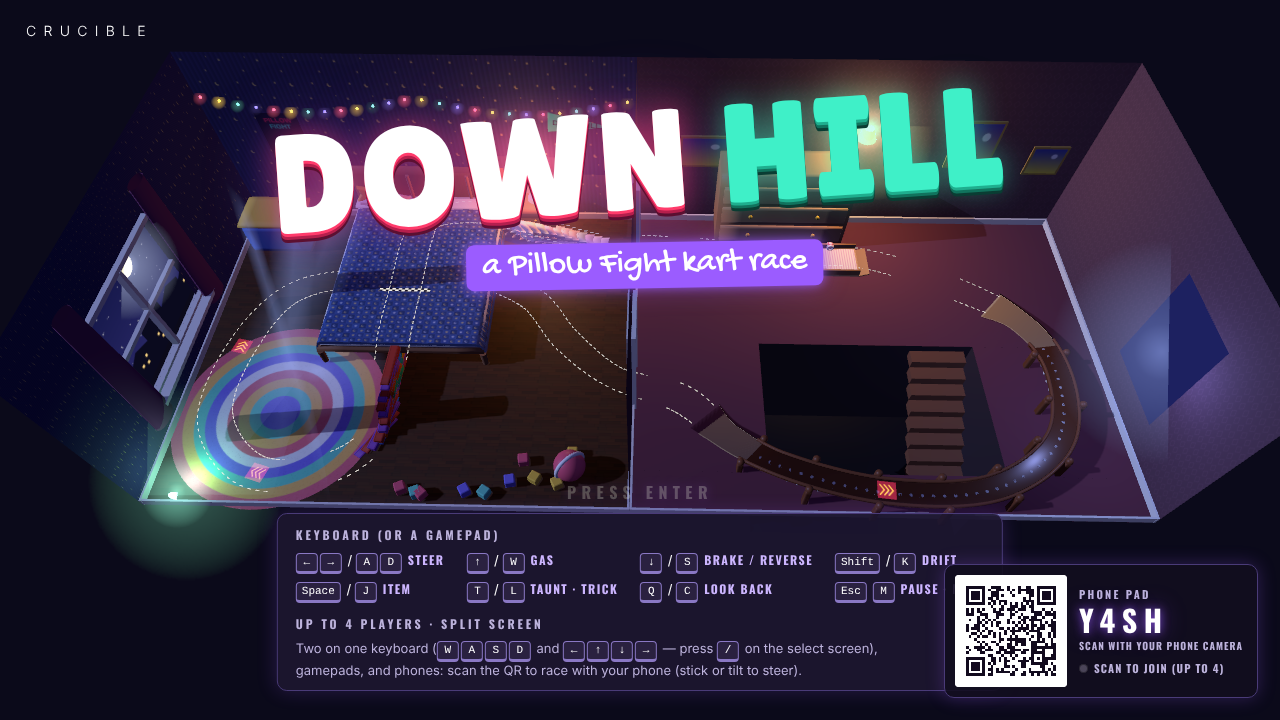 CRUCIBLE
DOWN HILL
a Pillow Fight kart race
PRESS ENTER
KEYBOARD (OR A GAMEPAD)
← → / A D STEER ↑ / W GAS ↓ / S BRAKE / REVERSE Shift / K DRIFT
Space / J ITEM T / L TAUNT · TRICK Q / C LOOK BACK Esc M PAUSE
UP TO 4 PLAYERS · SPLIT SCREEN
Two on one keyboard (W A S D and ← ↑ ↓ → — press / on the select screen),
gamepads, and phones: scan the QR to race with your phone (stick or tilt to steer).
PHONE PAD
Y4SH
SCAN WITH YOUR PHONE CAMERA
SCAN TO JOIN (UP TO 4)